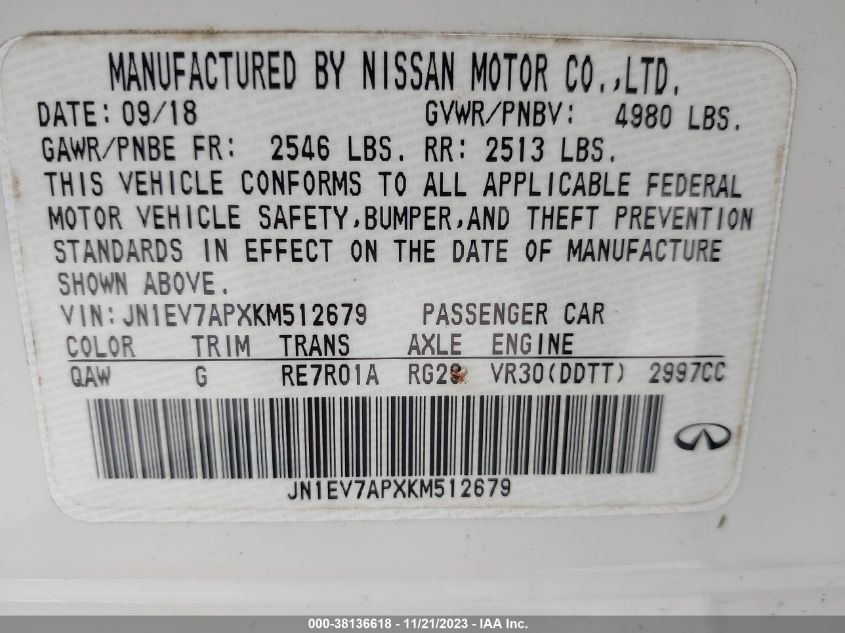 MANUFACTURED BY NISSAN MOTOR CO.,LTD.
DATE: 09/18 GVWR/PNBV: 4980 LBS.
GAWR/PNBE FR: 2546 LBS. RR: 2513 LBS.
THIS VEHICLE CONFORMS TO ALL APPLICABLE FEDERAL
MOTOR VEHICLE SAFETY,BUMPER,AND THEFT PREVENTION
STANDARDS IN EFFECT ON THE DATE OF MANUFACTURE
SHOWN ABOVE.
VIN:JN1EV7APXKM512679 PASSENGER CAR
COLOR TRIM TRANS AXLE ENGINE
QAW G RE7R01A VR30(DDTT) 2997CC
JN1EV7APXKM512679
000-38136618 - 11/21/2023 - IAA Inc.